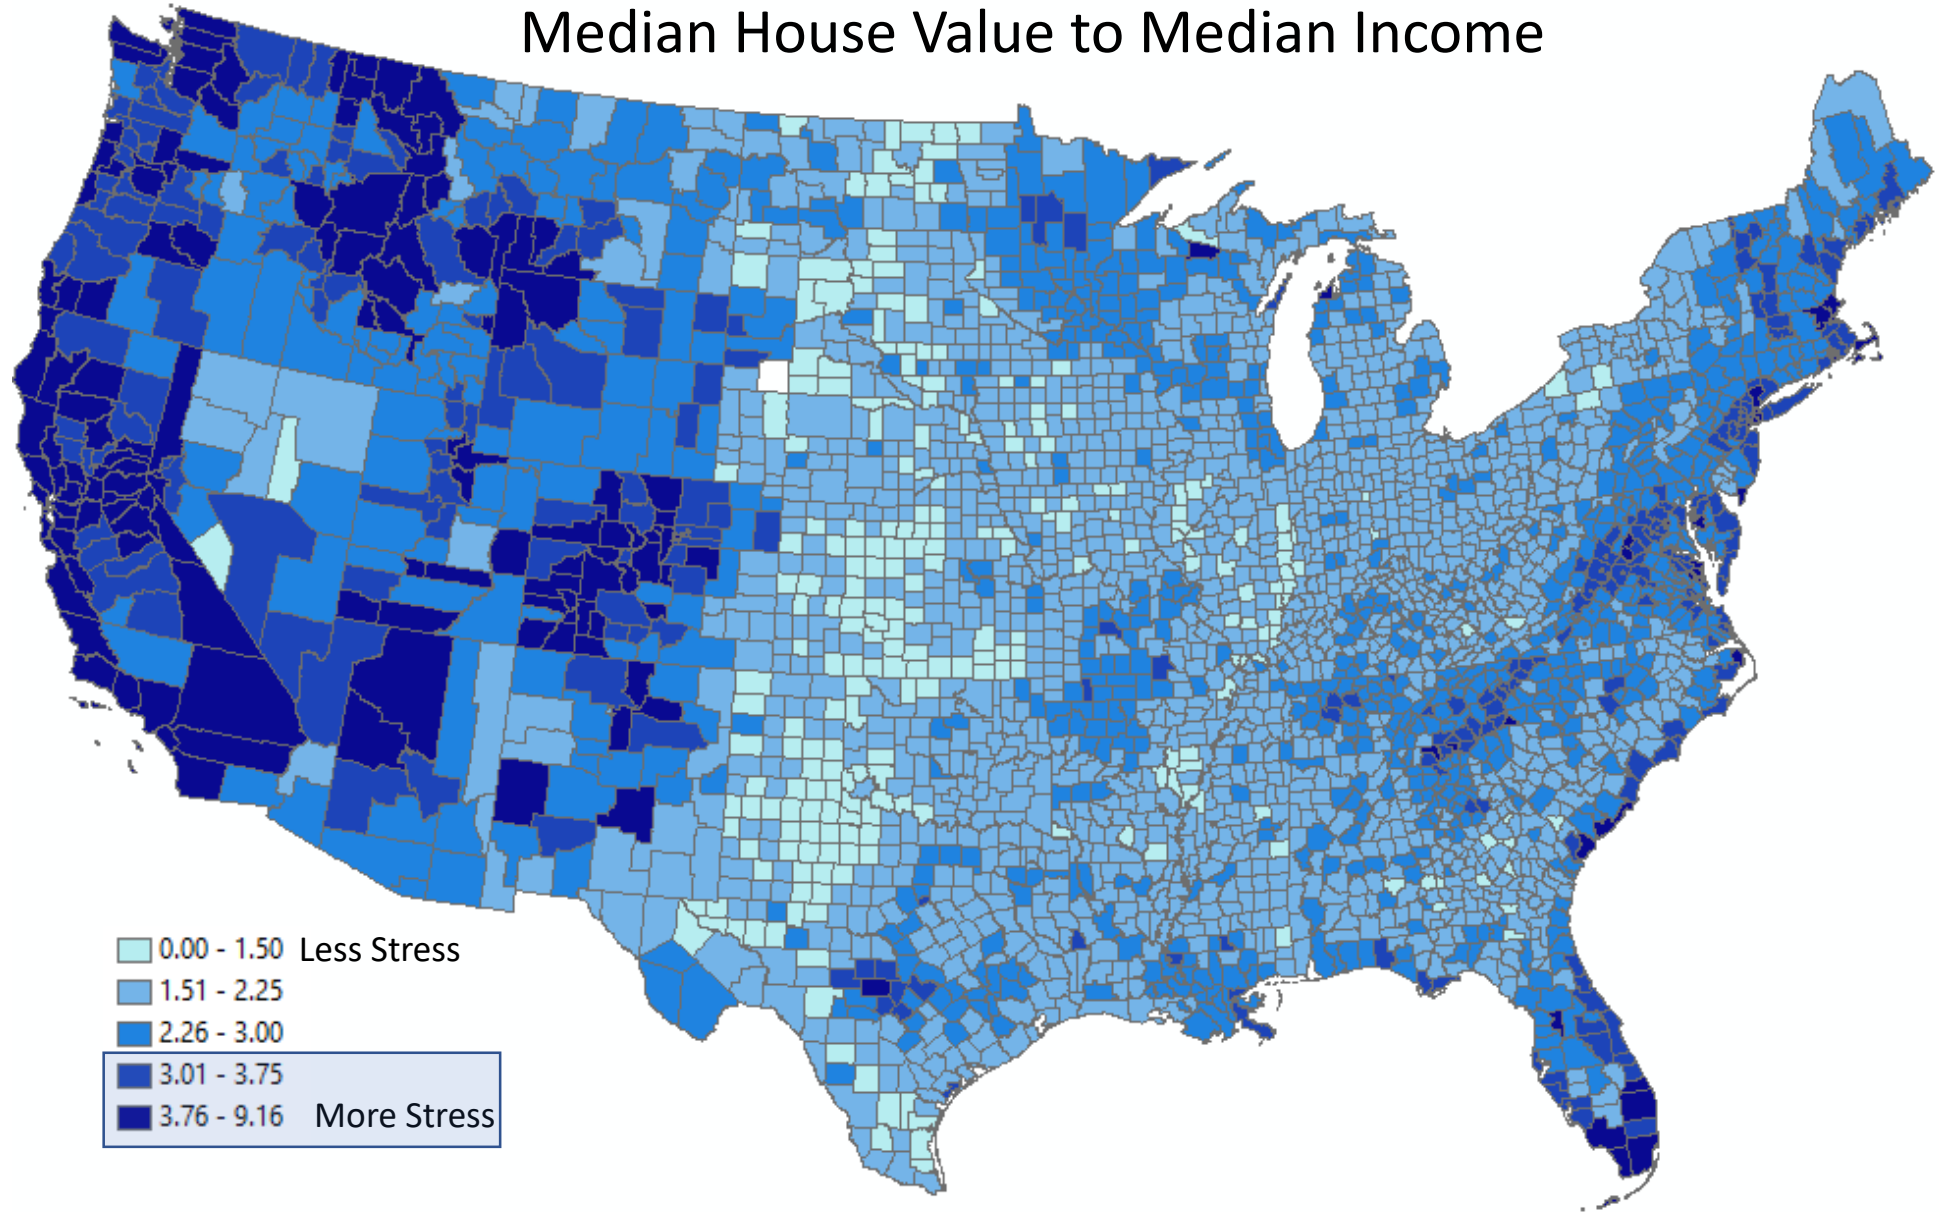 Median House Value to Median Income
0.00 - 1.50 Less Stress
1.51 - 2.25
2.26 - 3.00
3.01 - 3.75
3.76 - 9.16 More Stress